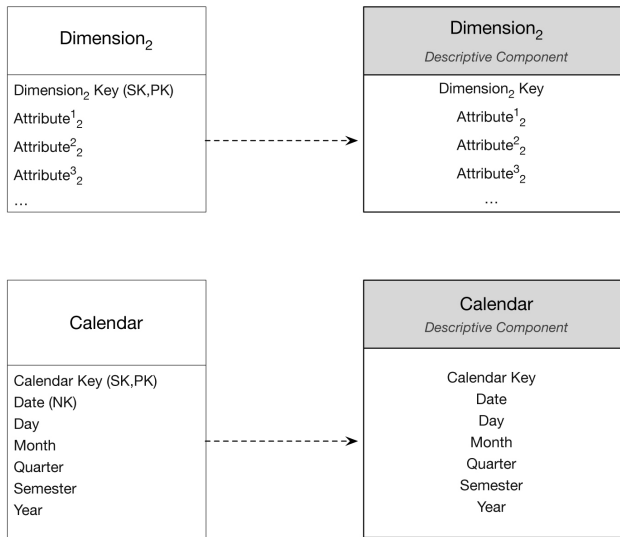 Dimension₂
Dimension₂ Key (SK,PK)
Attribute¹₂
Attribute²₂
Attribute³₂
...
Dimension₂
Descriptive Component
Dimension₂ Key
Attribute¹₂
Attribute²₂
Attribute³₂
...
Calendar
Calendar Key (SK,PK)
Date (NK)
Day
Month
Quarter
Semester
Year
Calendar
Descriptive Component
Calendar Key
Date
Day
Month
Quarter
Semester
Year